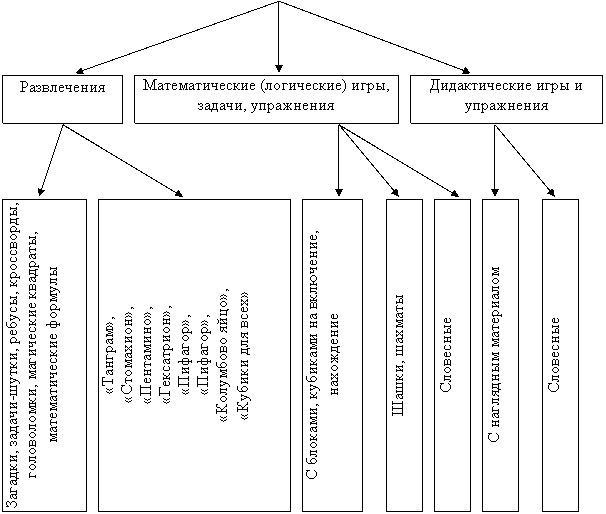 Развлечения
Математические (логические) игры,
задачи, упражнения
Дидактические игры и
упражнения
Загадки, задачи-шутки, ребусы, кроссворды,
головоломки, магические квадраты,
математические формулы
«Танграм»,
«Стомахион»,
«Пентамино»,
«Гексатрион»,
«Пифагор»,
«Пифагор»,
«Колумбово яйцо»,
«Кубики для всех»
С блоками, кубиками на включение,
нахождение
Шашки, шахматы
Словесные
С наглядным материалом
Словесные